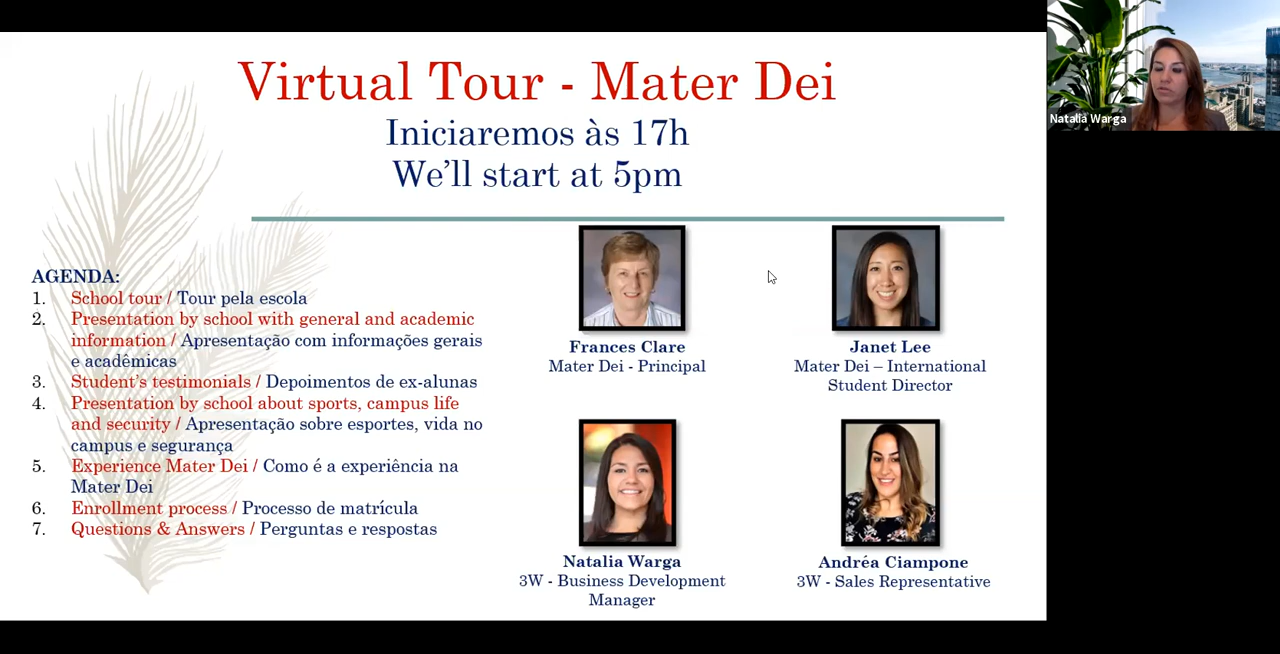 Virtual Tour - Mater Dei
Iniciaremos às 17h
We'll start at 5pm
Natalia Warga
AGENDA:
1. School tour / Tour pela escola
2. Presentation by school with general and academic
information / Apresentação com informações gerais
e acadêmicas
3. Student's testimonials / Depoimentos de ex-alunas
4. Presentation by school about sports, campus life
and security / Apresentação sobre esportes, vida no
campus e segurança
5. Experience Mater Dei / Como é a experiência na
Mater Dei
6. Enrollment process / Processo de matrícula
7. Questions & Answers / Perguntas e respostas
Frances Clare
Mater Dei - Principal
Janet Lee
Mater Dei – International
Student Director
Natalia Warga
3W - Business Development
Manager
Andréa Ciampone
3W - Sales Representative